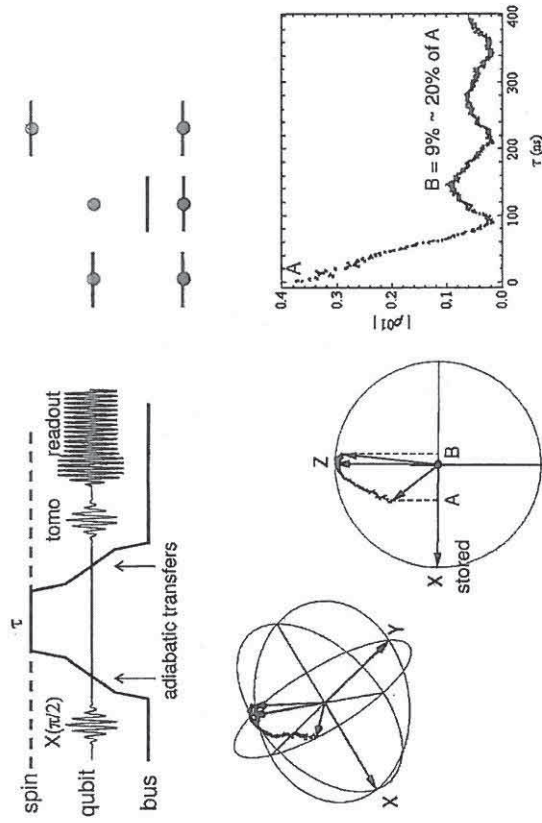 spin
τ
X(π/2)
tomo
readout
qubit
adiabatic transfers
bus
X
Y
Z
X
stored
A
B
0.4
0.3
0.2
0.1
0.0
| ρ01 |
A
B = 9% ~ 20% of A
0
100
200
300
400
τ (ns)